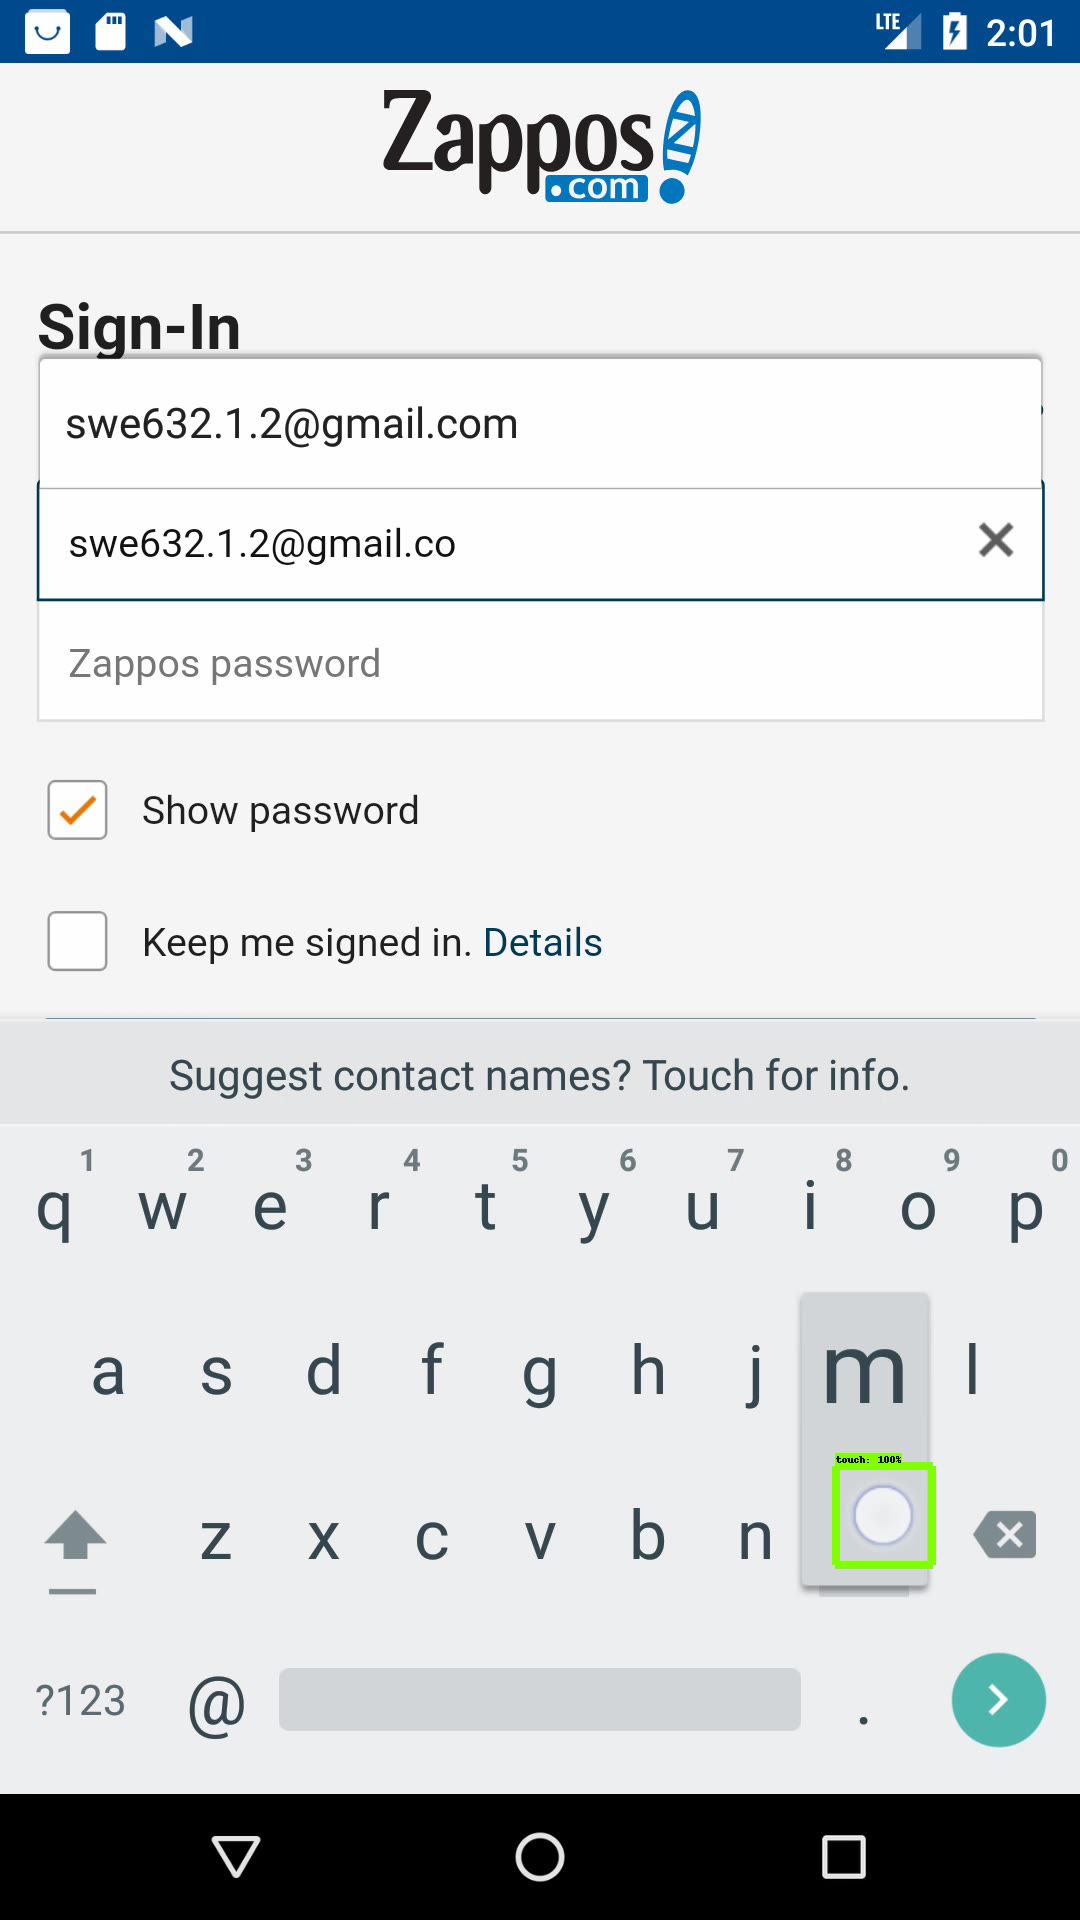 LTE 2:01
Zappos
.com
Sign-In
swe632.1.2@gmail.com
swe632.1.2@gmail.co
Zappos password
Show password
Keep me signed in. Details
Suggest contact names? Touch for info.
1 2 3 4 5 6 7 8 9 0
q w e r t y u i o p
a s d f g h j m l
touch: 100%
z x c v b n
?123 @ .